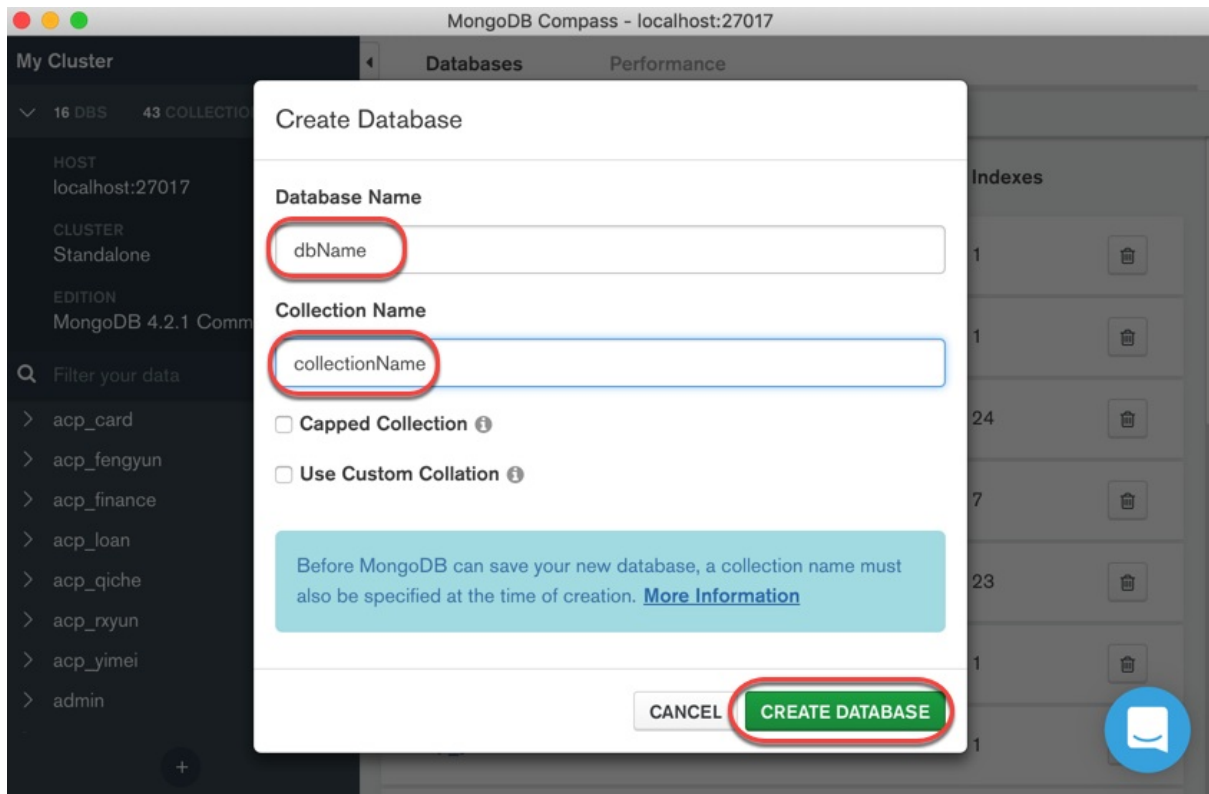 MongoDB Compass - localhost:27017
My Cluster
Databases Performance
16 DBS 43 COLLECTIO
Create Database
HOST
localhost:27017
Indexes
Database Name
CLUSTER
Standalone
dbName
1
EDITION
MongoDB 4.2.1 Comm
Collection Name
1
collectionName
Filter your data
acp_card
Capped Collection
24
acp_fengyun
Use Custom Collation
acp_finance
7
acp_loan
Before MongoDB can save your new database, a collection name must
also be specified at the time of creation. More Information
acp_qiche
23
acp_rxyun
acp_yimei
1
admin
CANCEL
CREATE DATABASE
1